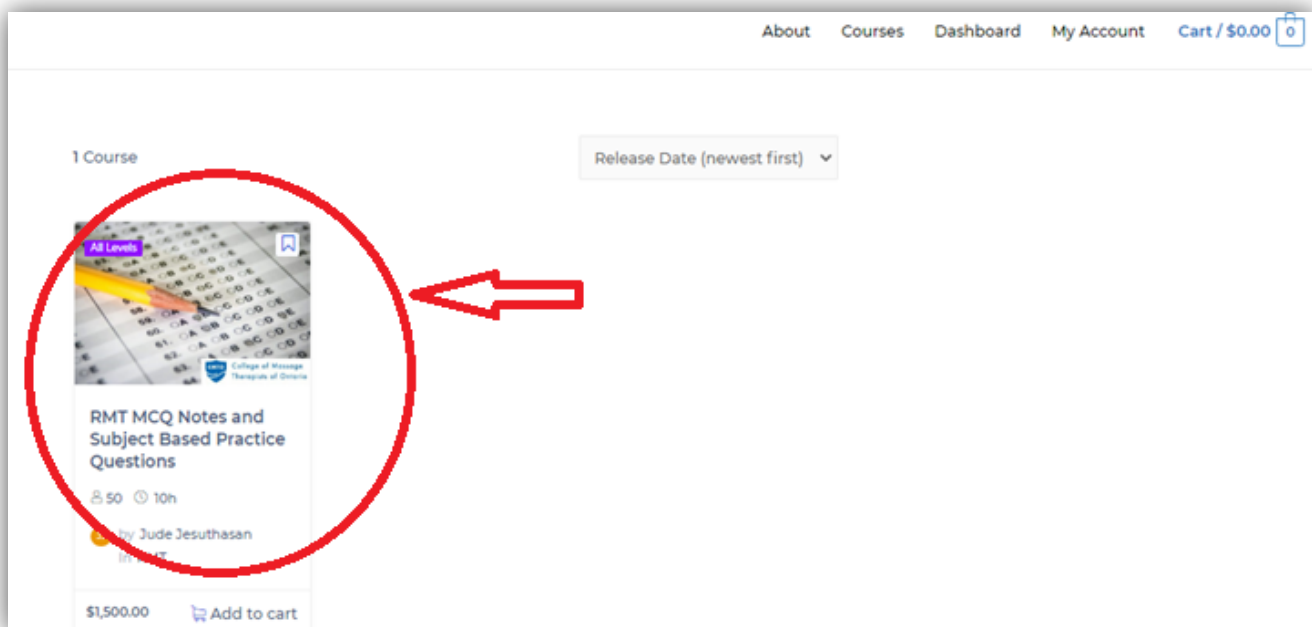 About Courses Dashboard My Account Cart / $0.00 0
1 Course
Release Date (newest first)
All Levels
College of Massage
Therapists of Ontario
RMT MCQ Notes and
Subject Based Practice
Questions
50 10h
by Jude Jesuthasan
in RMT
$1,500.00 Add to cart